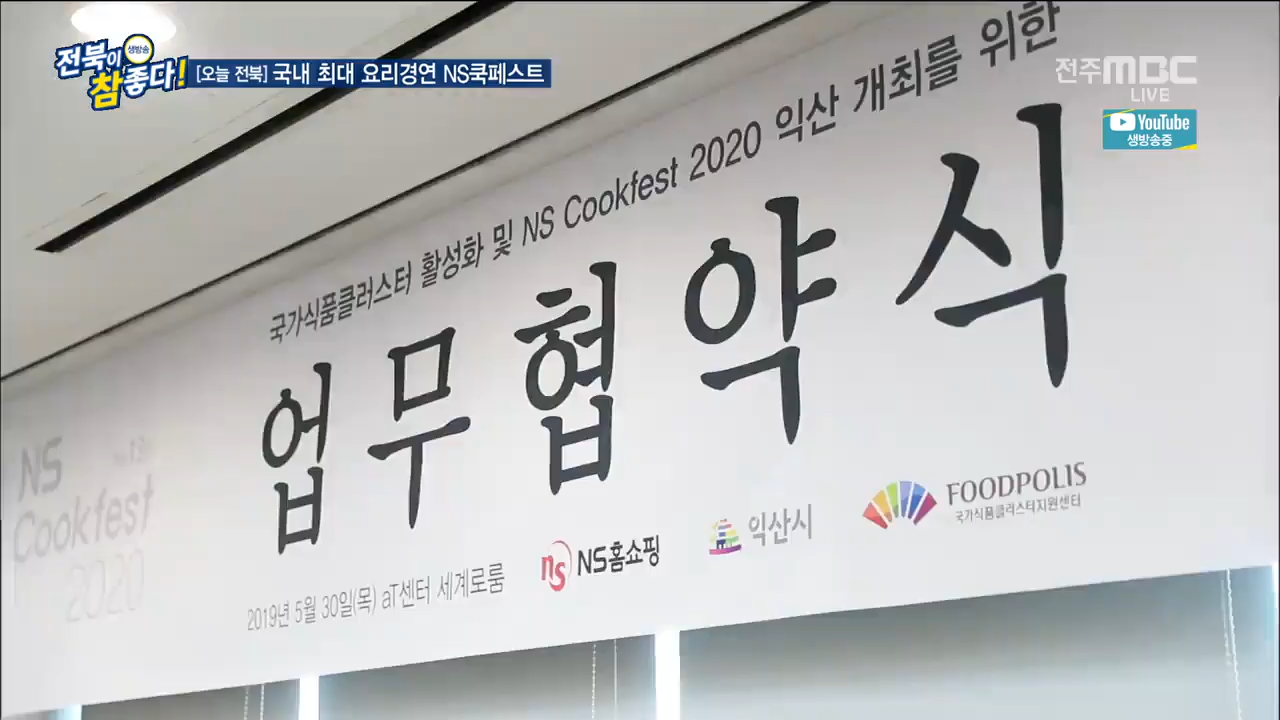 전북이 생방송
참좋다!
[오늘 전북] 국내 최대 요리경연 NS쿡페스트
전주MBC
LIVE
YouTube
생방송중
국가식품클러스터 활성화 및 NS Cookfest 2020 익산 개최를 위한
업무협약식
NS
Cookfest
2020
2019년 5월 30일(목) aT센터 세계로룸
ns NS홈쇼핑
익산시
FOODPOLIS
국가식품클러스터지원센터